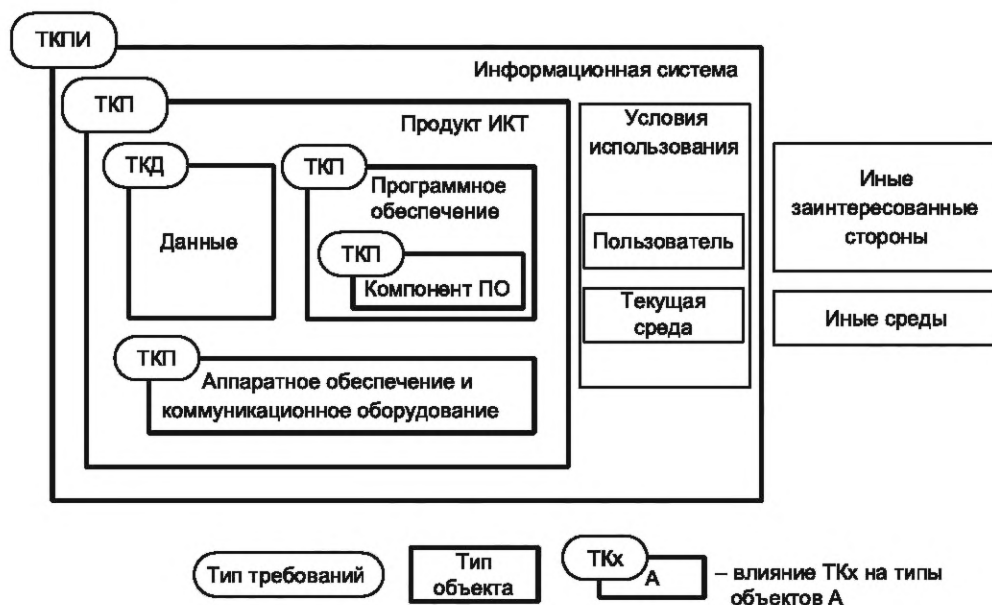 ТКПИ
Информационная система
ТКП
Продукт ИКТ
ТКД
Данные
ТКП
Программное
обеспечение
ТКП
Компонент ПО
ТКП
Аппаратное обеспечение и
коммуникационное оборудование
Условия
использования
Пользователь
Текущая
среда
Иные
заинтересованные
стороны
Иные среды
Тип требований
Тип
объекта
ТКх
А
– влияние ТКх на типы
объектов А